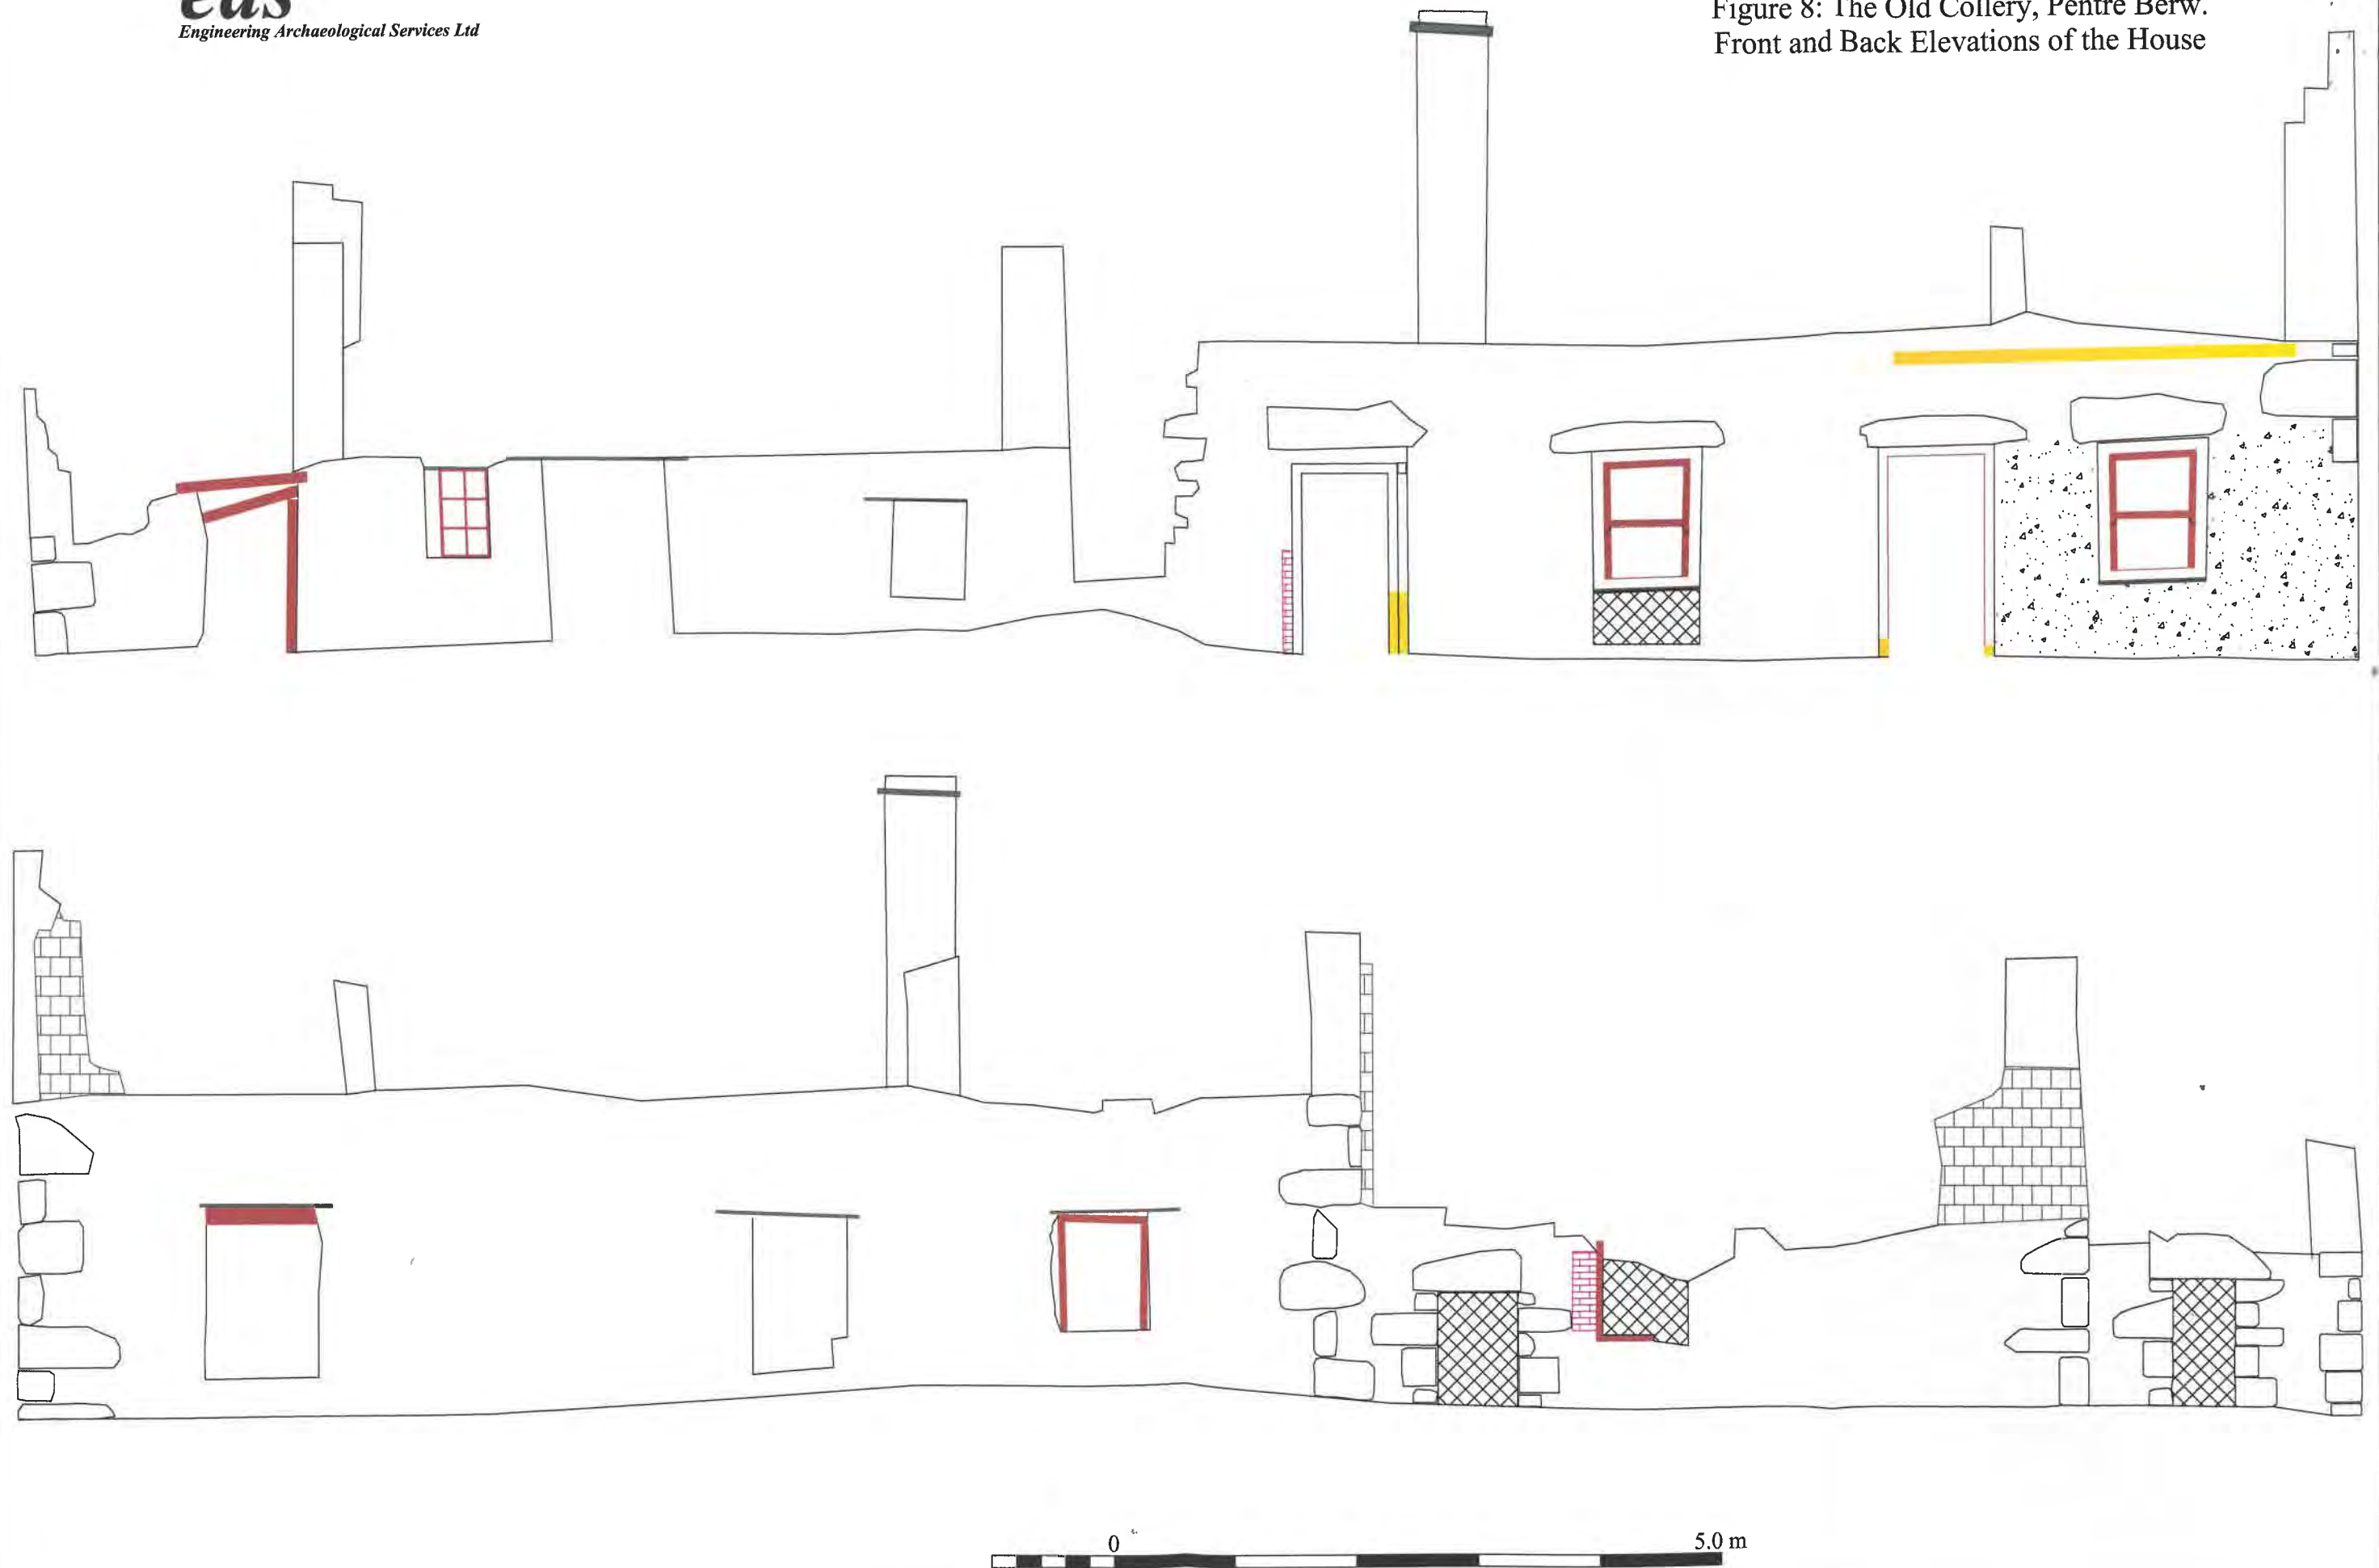 eas
Engineering Archaeological Services Ltd
Figure 8: The Old Collery, Pentre Berw.
Front and Back Elevations of the House
0
5.0 m